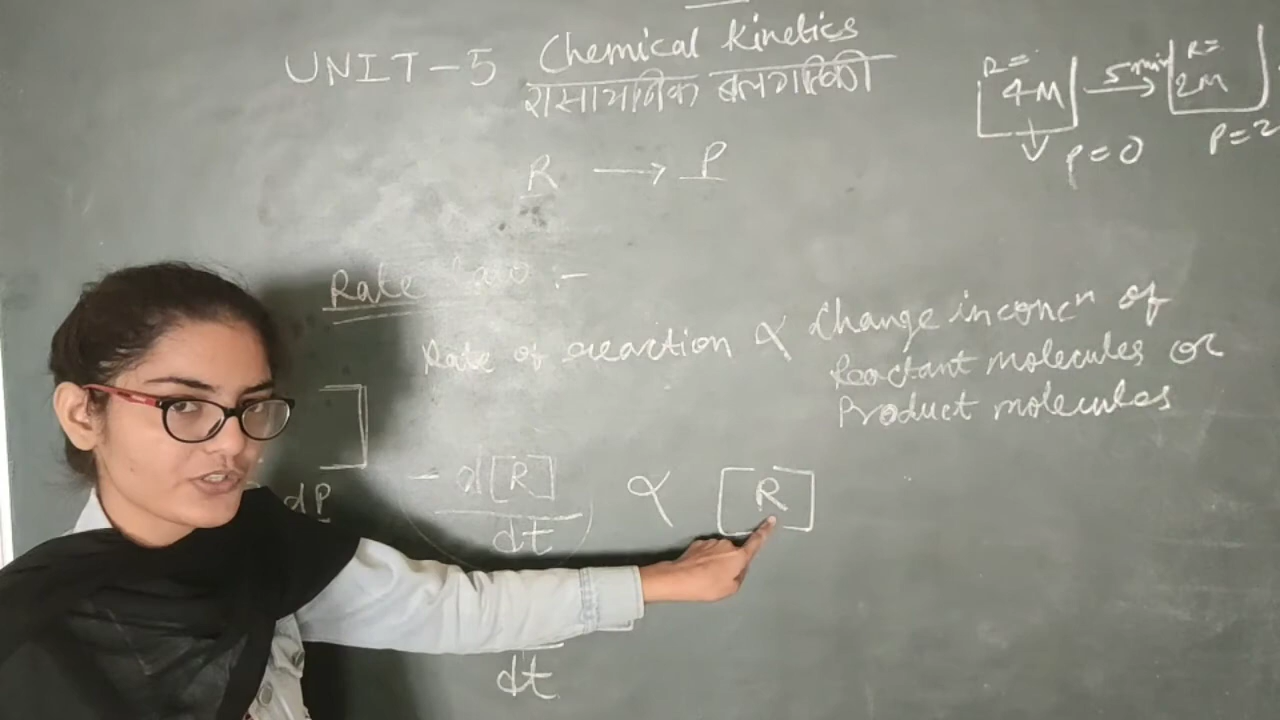 UNIT-5 Chemical Kinetics
रासायनिक बलगतिकी
R =
4M
5 min
R =
2M
P = 0
P = 2
R → P
Rate law :-
Rate of reaction ∝ change in concⁿ of
Reactant molecules or
Product molecules
dP
- d[R] ∝ [R]
dt
dt